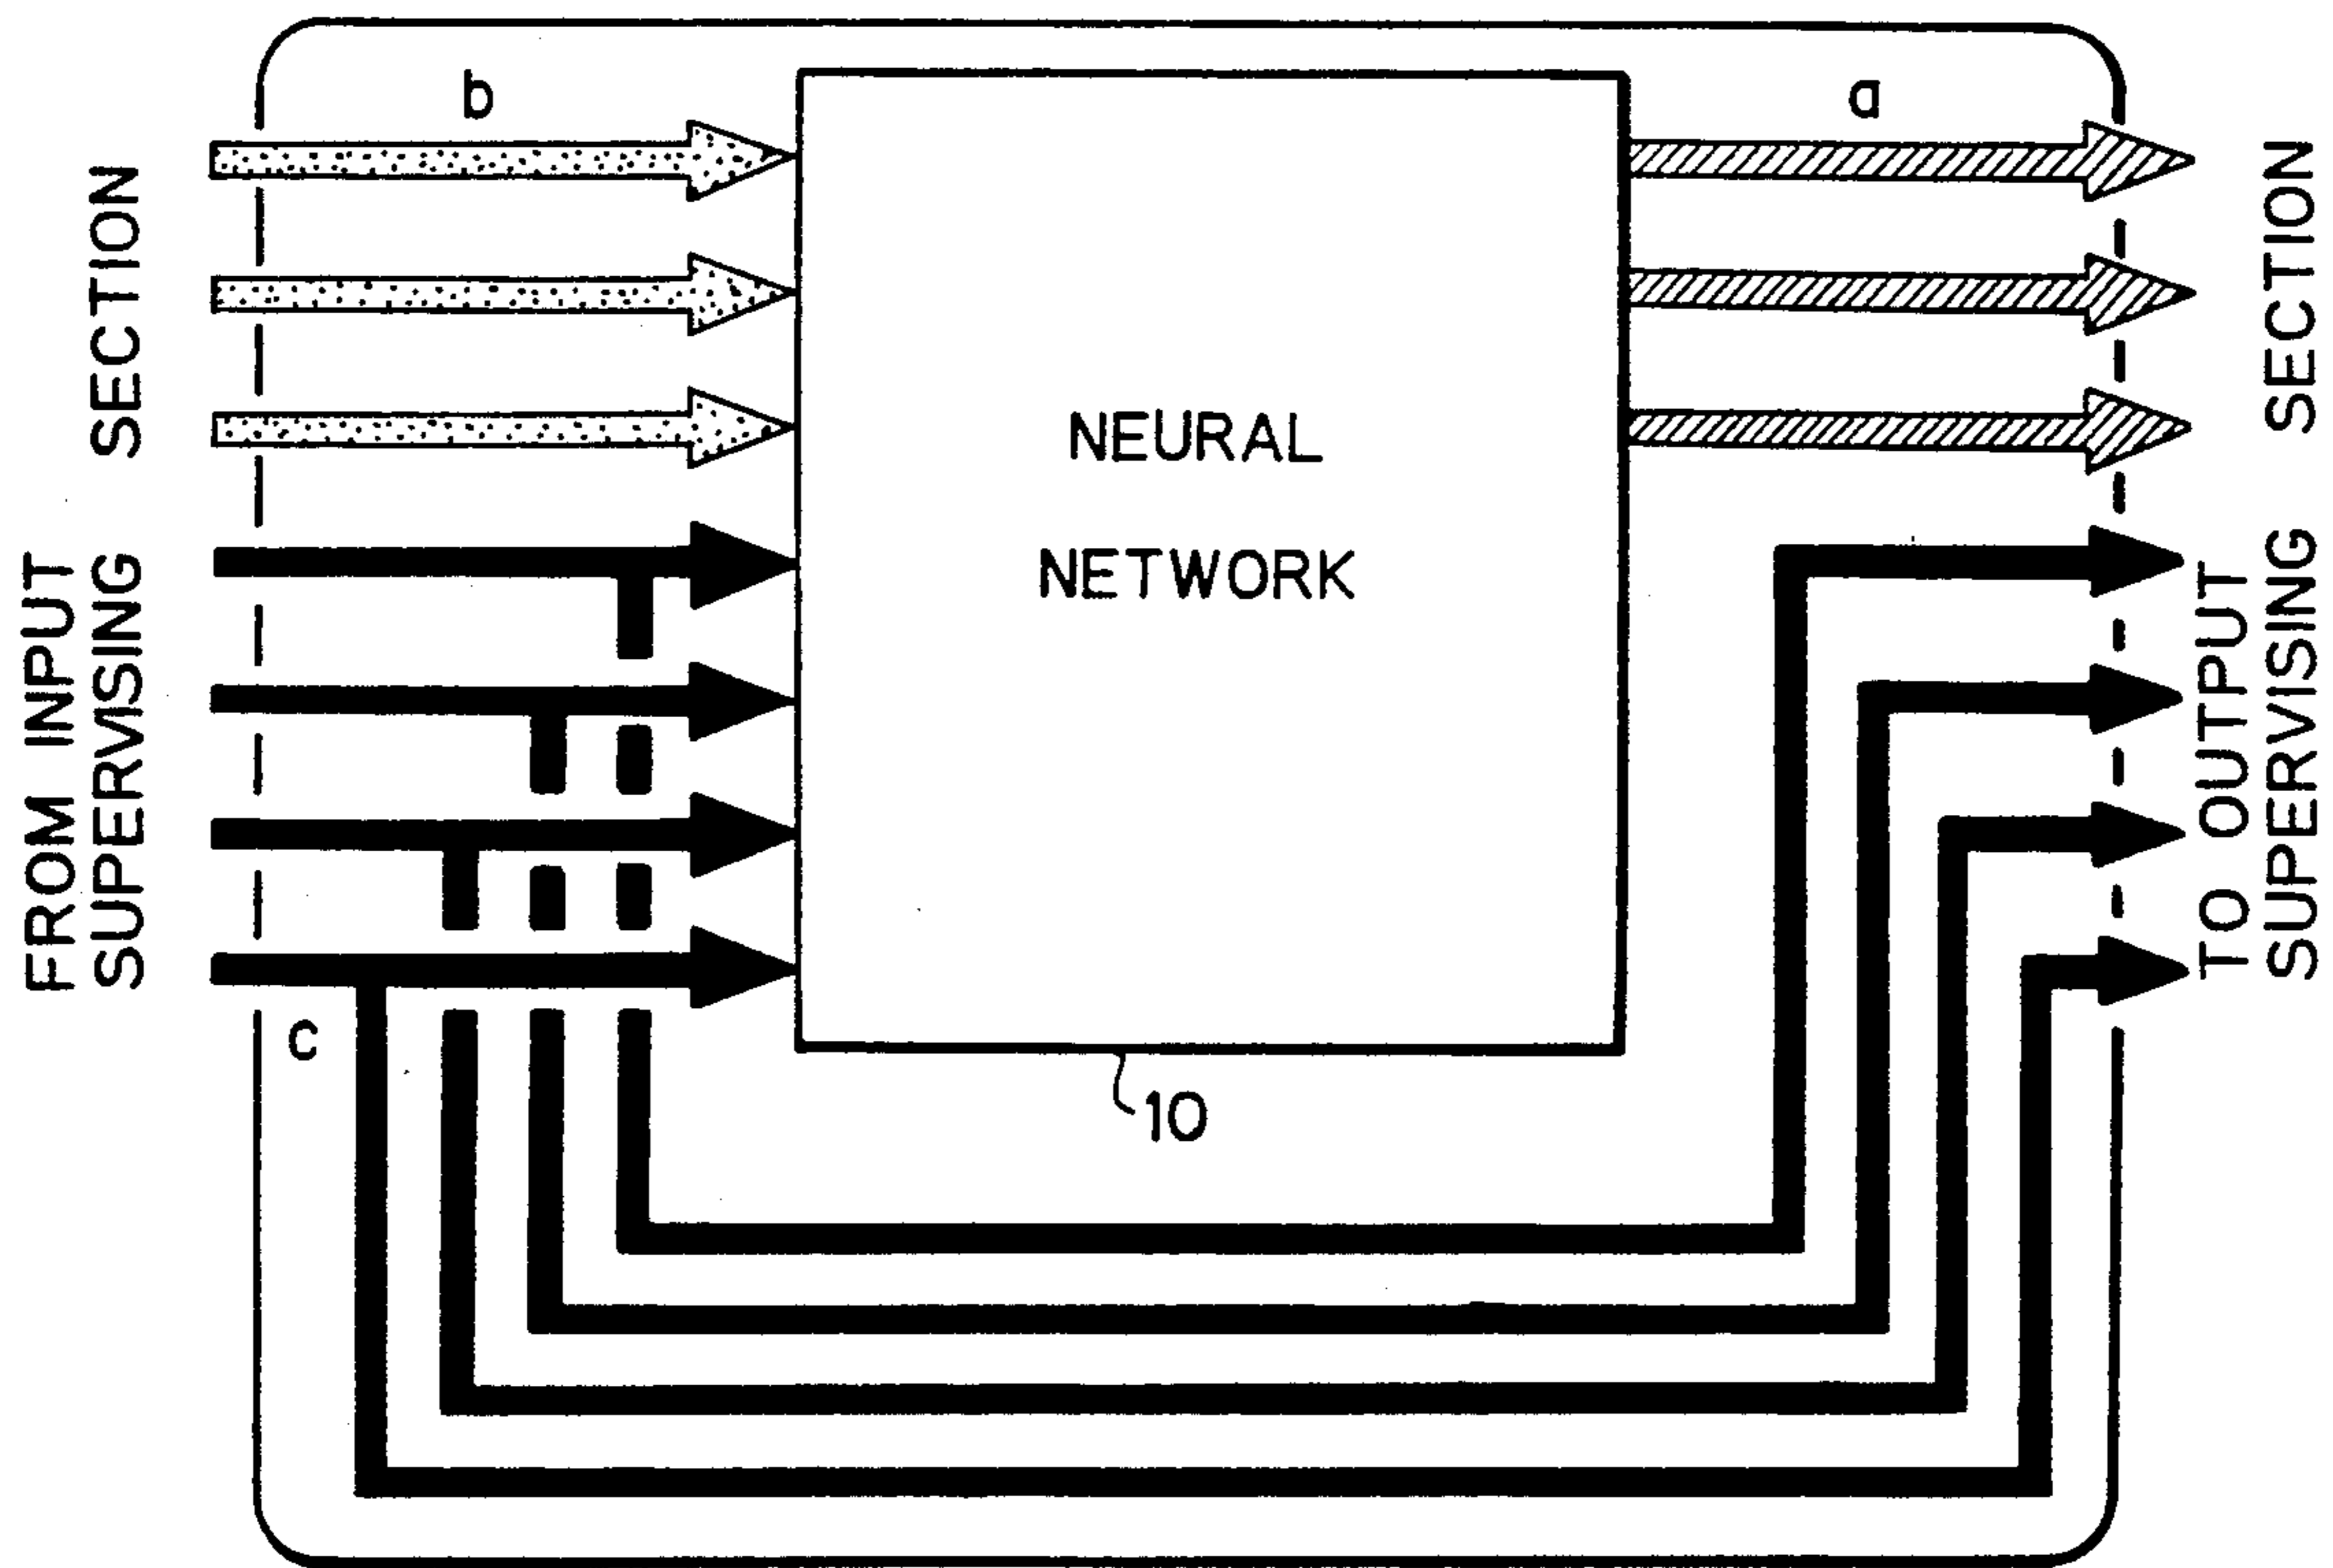 b
a
FROM INPUT
SUPERVISING SECTION
NEURAL
NETWORK
TO OUTPUT
SUPERVISING SECTION
c
10